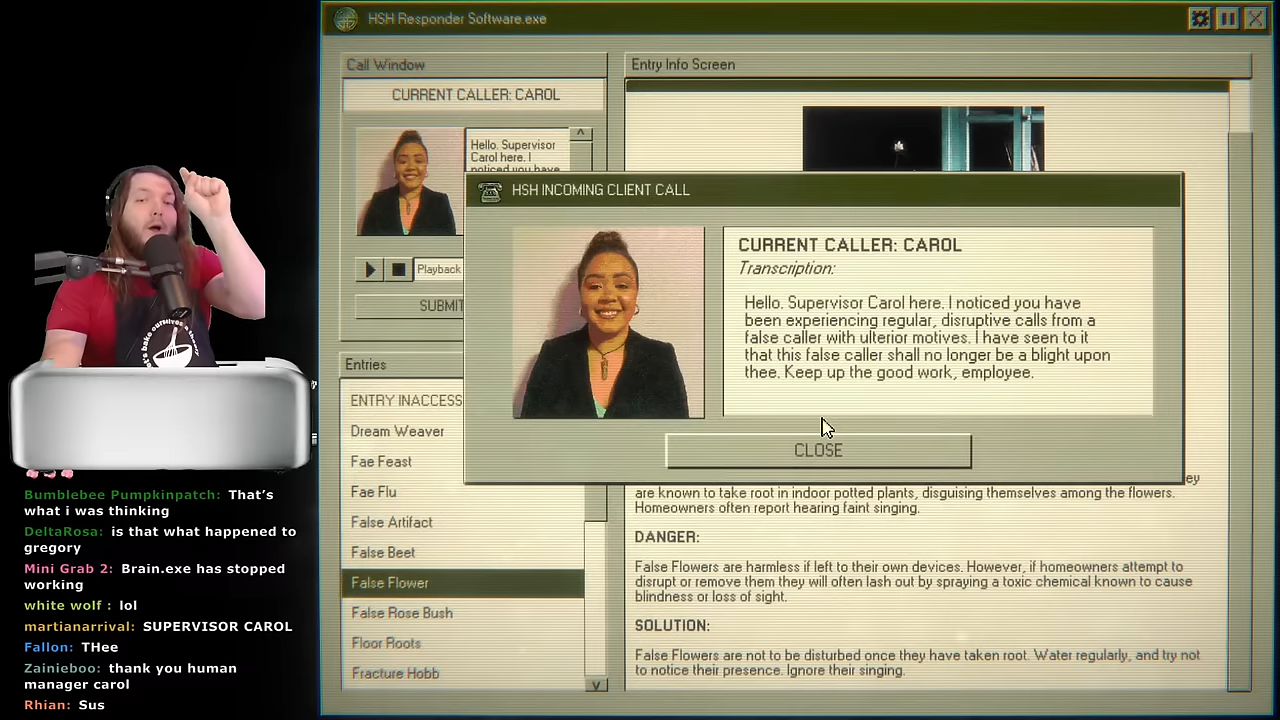 HSH Responder Software.exe
Call Window
CURRENT CALLER: CAROL
Hello. Supervisor
Carol here. I
noticed you have
Playback
SUBMIT
Entries
ENTRY INACCESS
Dream Weaver
Fae Feast
Fae Flu
False Artifact
False Beet
False Flower
False Rose Bush
Floor Roots
Fracture Hobb
Entry Info Screen
HSH INCOMING CLIENT CALL
CURRENT CALLER: CAROL
Transcription:
Hello. Supervisor Carol here. I noticed you have
been experiencing regular, disruptive calls from a
false caller with ulterior motives. I have seen to it
that this false caller shall no longer be a blight upon
thee. Keep up the good work, employee.
CLOSE
ey
are known to take root in indoor potted plants, disguising themselves among the flowers.
Homeowners often report hearing faint singing.
DANGER:
False Flowers are harmless if left to their own devices. However, if homeowners attempt to
disrupt or remove them they will often lash out by spraying a toxic chemical known to cause
blindness or loss of sight.
SOLUTION:
False Flowers are not to be disturbed once they have taken root. Water regularly, and try not
to notice their presence. Ignore their singing.
Bumblebee Pumpkinpatch: That's
what i was thinking
DeltaRosa: is that what happened to
gregory
Mini Grab 2: Brain.exe has stopped
working
white wolf : lol
martianarrival: SUPERVISOR CAROL
Fallon: THee
Zainieboo: thank you human
manager carol
Rhian: Sus